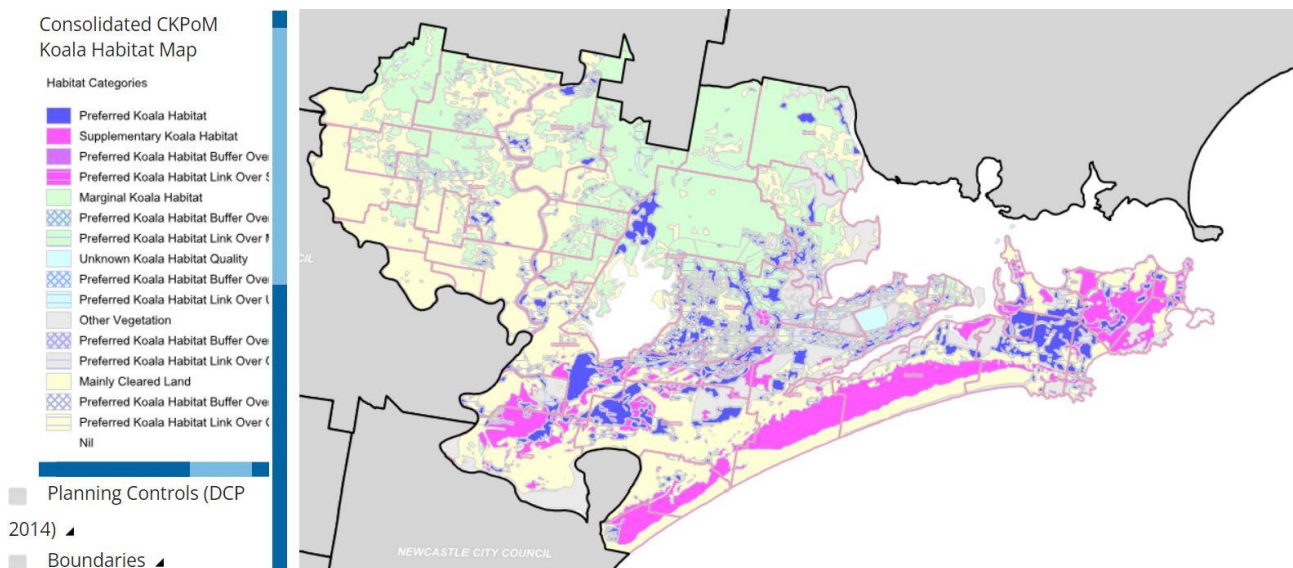 Consolidated CKPoM
Koala Habitat Map
Habitat Categories
Preferred Koala Habitat
Supplementary Koala Habitat
Preferred Koala Habitat Buffer Over
Preferred Koala Habitat Link Over S
Marginal Koala Habitat
Preferred Koala Habitat Buffer Over
Preferred Koala Habitat Link Over M
Unknown Koala Habitat Quality
Preferred Koala Habitat Buffer Over
Preferred Koala Habitat Link Over U
Other Vegetation
Preferred Koala Habitat Buffer Over
Preferred Koala Habitat Link Over
Mainly Cleared Land
Preferred Koala Habitat Buffer Over
Preferred Koala Habitat Link Over
Nil
Planning Controls (DCP
2014)
Boundaries
CIL
NEWCASTLE CITY COUNCIL